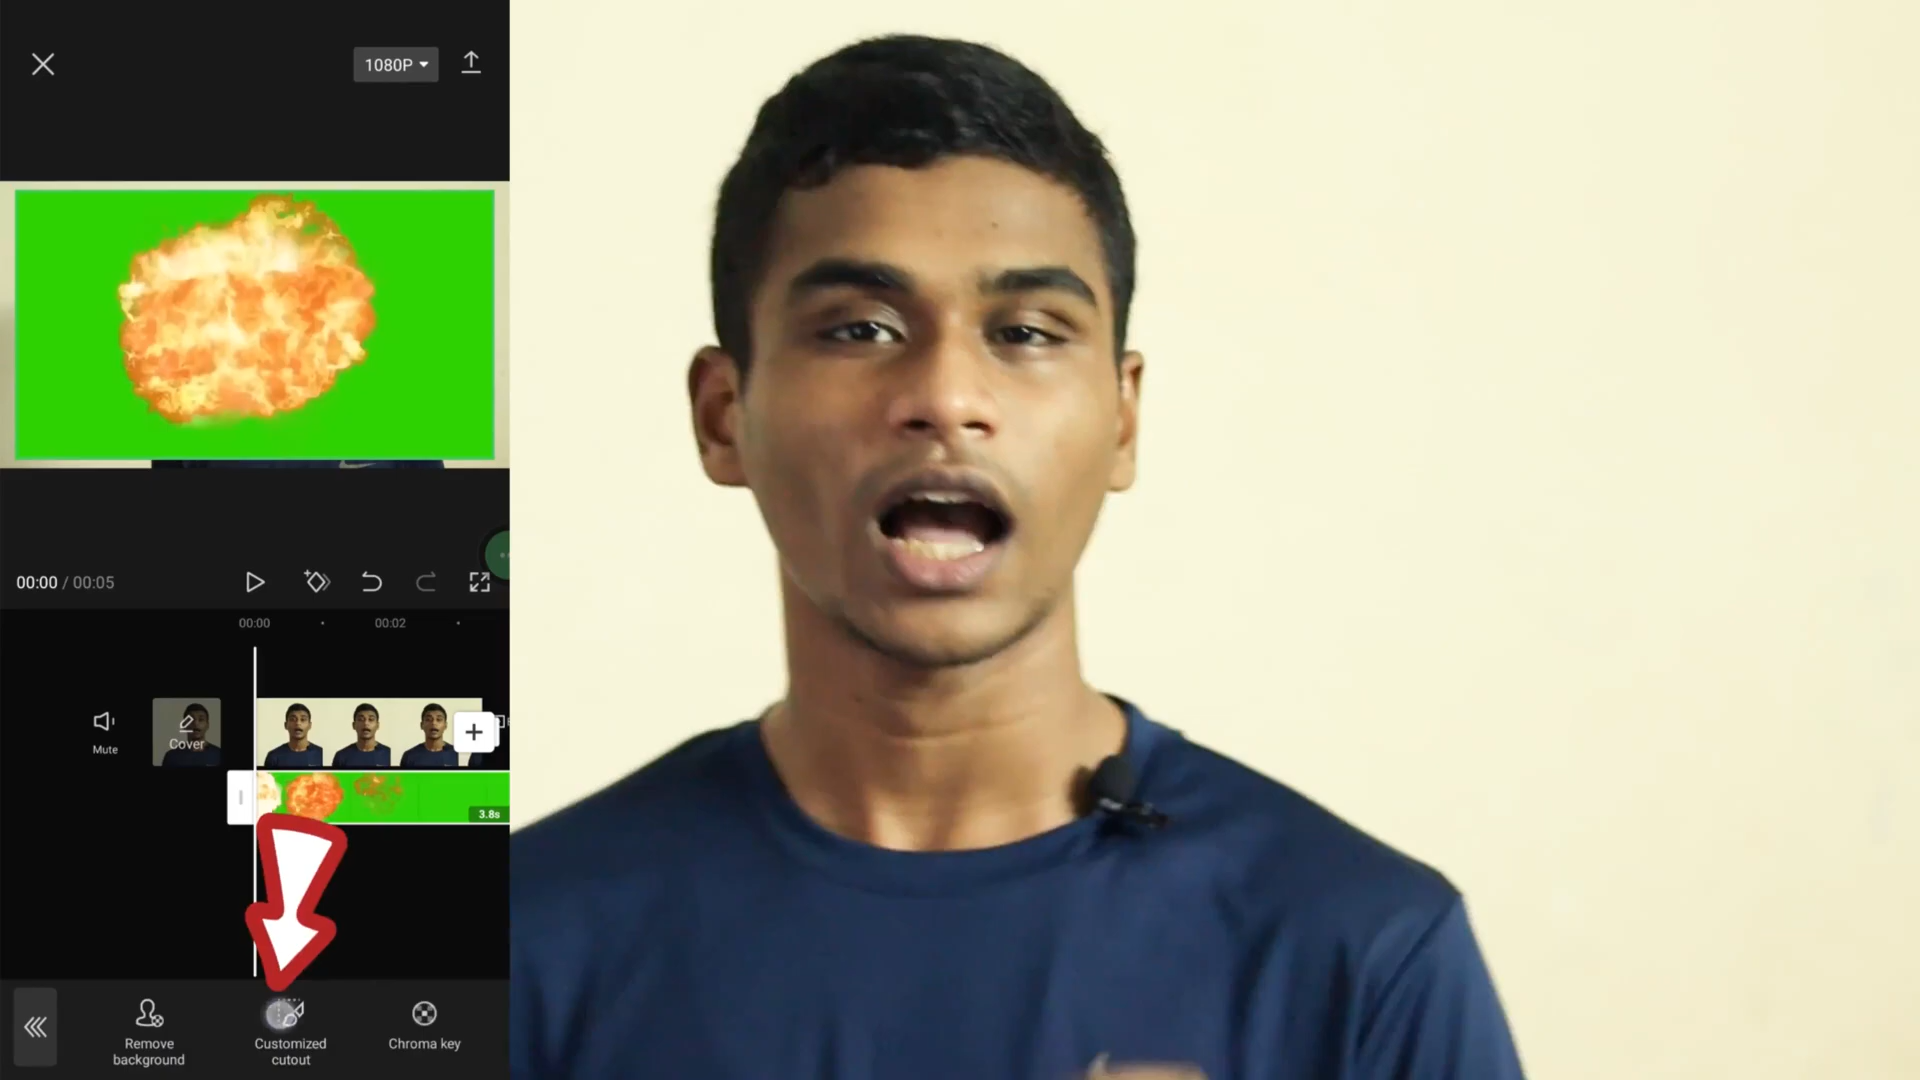 1080P
00:00 / 00:05
00:00
00:02
Mute
Cover
3.8s
Remove
background
Customized
cutout
Chroma key